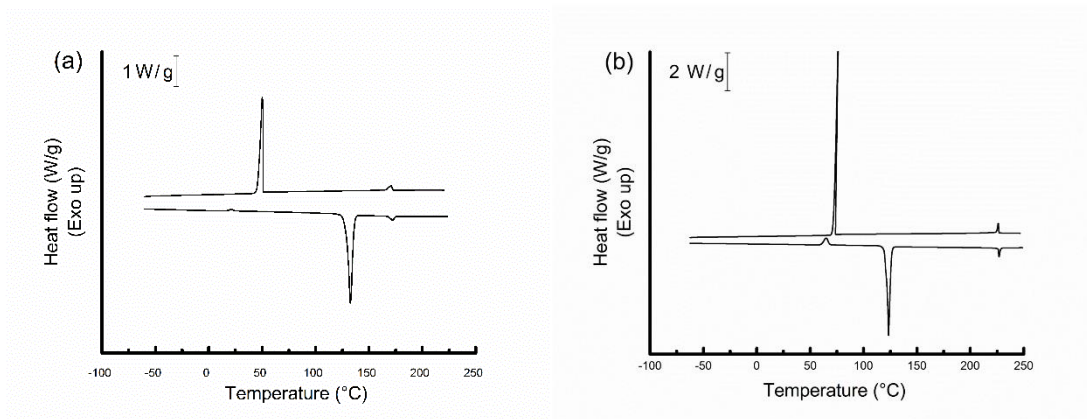 (a)
1 W/g
Heat flow (W/g)
(Exo up)
-100 -50 0 50 100 150 200 250
Temperature (°C)
(b)
2 W/g
Heat flow (W/g)
(Exo up)
-100 -50 0 50 100 150 200 250
Temperature (°C)